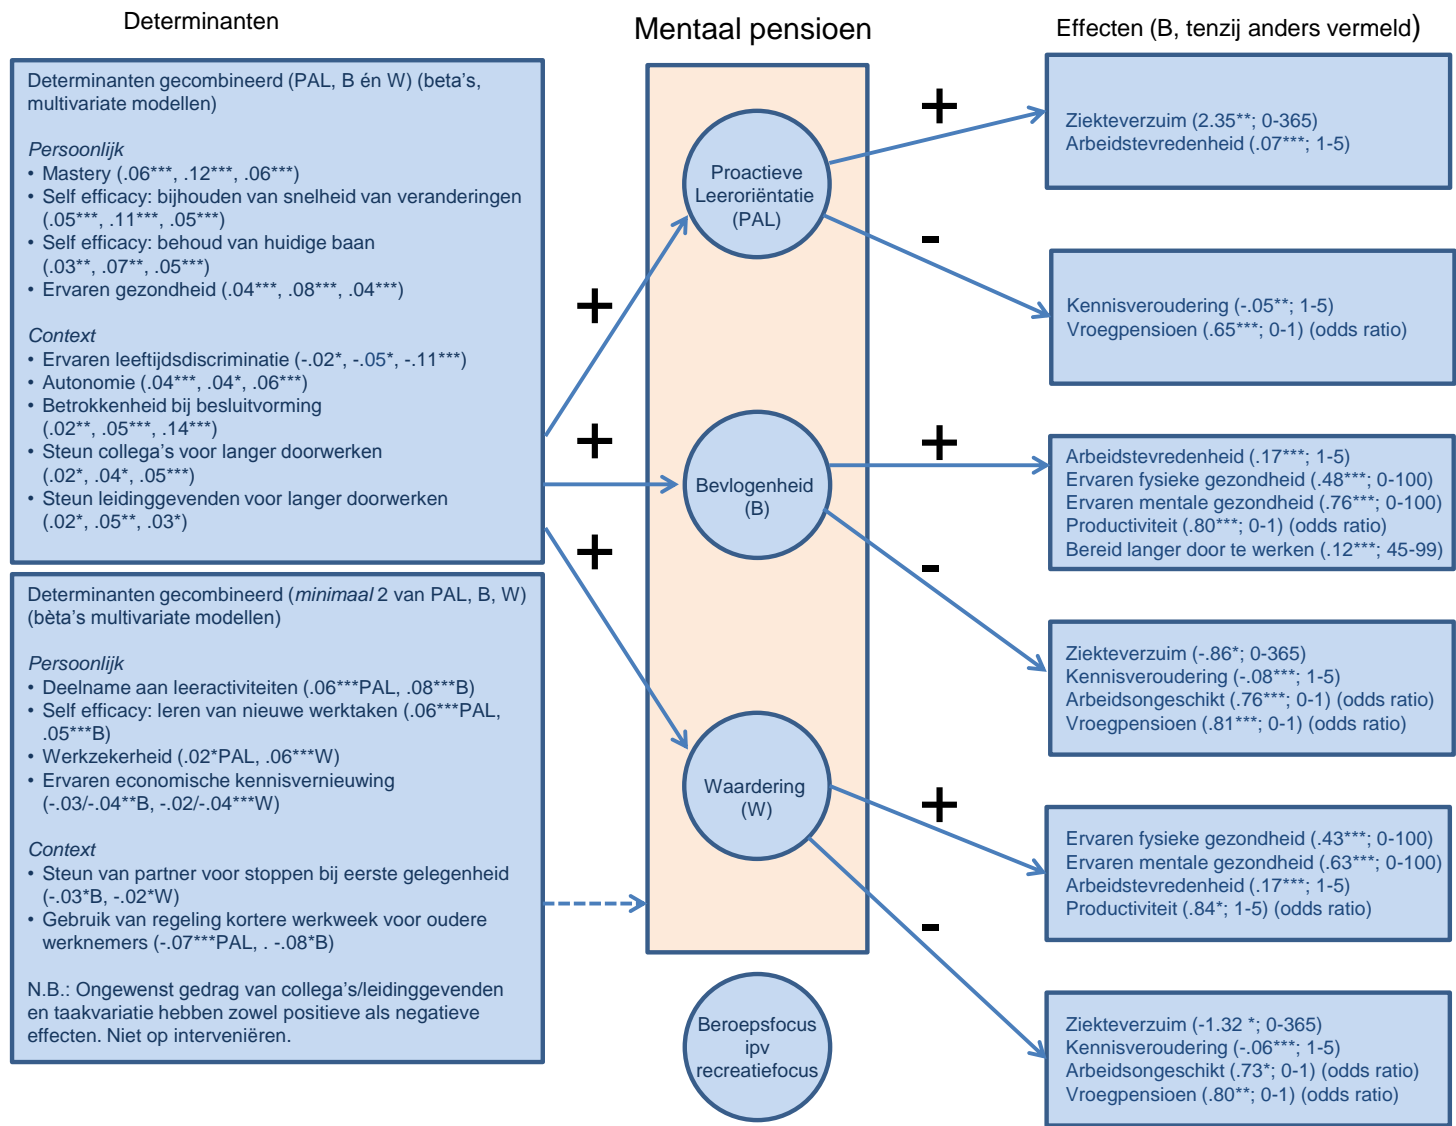 Determinanten
Mentaal pensioen
Effecten (B, tenzij anders vermeld)
Determinanten gecombineerd (PAL, B én W) (beta's,
multivariate modellen)
Persoonlijk
• Mastery (.06***, .12***, .06***)
• Self efficacy: bijhouden van snelheid van veranderingen
(.05***, .11***, .05***)
• Self efficacy: behoud van huidige baan
(.03**, .07**, .05***)
• Ervaren gezondheid (.04***, .08***, .04***)
Context
• Ervaren leeftijdsdiscriminatie (-.02*, -.05*, -.11***)
• Autonomie (.04***, .04*, .06***)
• Betrokkenheid bij besluitvorming
(.02**, .05***, .14***)
• Steun collega's voor langer doorwerken
(.02*, .04*, .05***)
• Steun leidinggevenden voor langer doorwerken
(.02*, .05**, .03*)
Determinanten gecombineerd (minimaal 2 van PAL, B, W)
(bèta's multivariate modellen)
Persoonlijk
• Deelname aan leeractiviteiten (.06***PAL, .08***B)
• Self efficacy: leren van nieuwe werktaken (.06***PAL,
.05***B)
• Werkzekerheid (.02*PAL, .06***W)
• Ervaren economische kennisvernieuwing
(-.03/-.04**B, -.02/-.04***W)
Context
• Steun van partner voor stoppen bij eerste gelegenheid
(-.03*B, -.02*W)
• Gebruik van regeling kortere werkweek voor oudere
werknemers (-.07***PAL, . -.08*B)
N.B.: Ongewenst gedrag van collega's/leidinggevenden
en taakvariatie hebben zowel positieve als negatieve
effecten. Niet op interveniëren.
+
+
+
Proactieve
Leeroriëntatie
(PAL)
Bevlogenheid
(B)
Waardering
(W)
Beroepsfocus
ipv
recreatiefocus
+
-
+
-
+
-
Ziekteverzuim (2.35**; 0-365)
Arbeidstevredenheid (.07***; 1-5)
Kennisveroudering (-.05**; 1-5)
Vroegpensioen (.65***; 0-1) (odds ratio)
Arbeidstevredenheid (.17***; 1-5)
Ervaren fysieke gezondheid (.48***; 0-100)
Ervaren mentale gezondheid (.76***; 0-100)
Productiviteit (.80***; 0-1) (odds ratio)
Bereid langer door te werken (.12***; 45-99)
Ziekteverzuim (-.86*; 0-365)
Kennisveroudering (-.08***; 1-5)
Arbeidsongeschikt (.76***; 0-1) (odds ratio)
Vroegpensioen (.81***; 0-1) (odds ratio)
Ervaren fysieke gezondheid (.43***; 0-100)
Ervaren mentale gezondheid (.63***; 0-100)
Arbeidstevredenheid (.17***; 1-5)
Productiviteit (.84*; 1-5) (odds ratio)
Ziekteverzuim (-1.32 *; 0-365)
Kennisveroudering (-.06***; 1-5)
Arbeidsongeschikt (.73*; 0-1) (odds ratio)
Vroegpensioen (.80**; 0-1) (odds ratio)